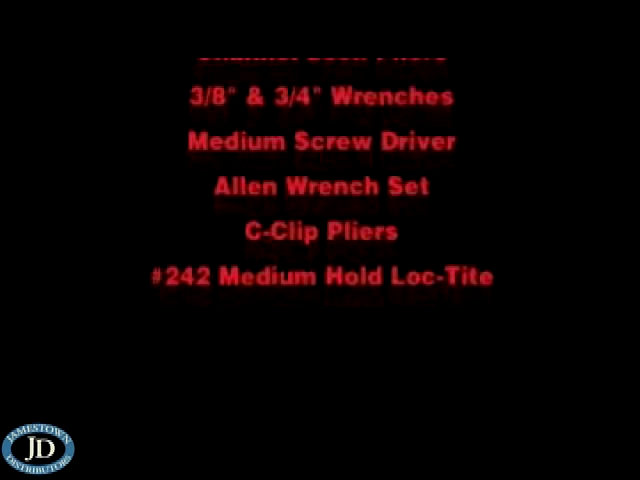 3/8" & 3/4" Wrenches
Medium Screw Driver
Allen Wrench Set
C-Clip Pliers
#242 Medium Hold Loc-Tite
JAMESTOWN
JD
DISTRIBUTORS